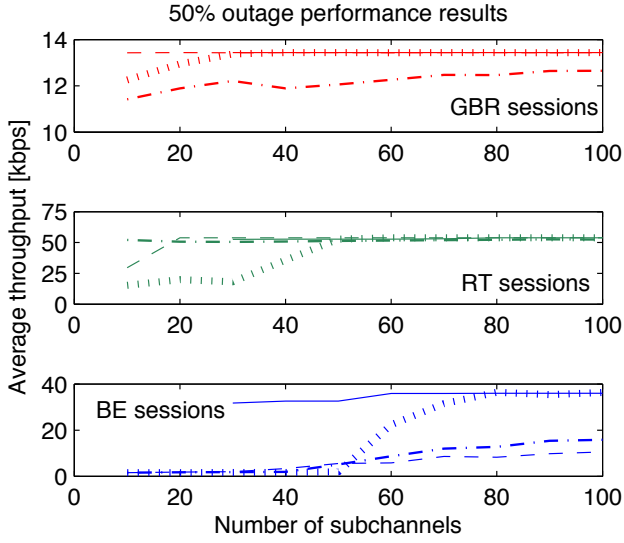 50% outage performance results
14
12
10
0 20 40 60 80 100
GBR sessions
Average throughput [kbps]
75
50
25
0
0 20 40 60 80 100
RT sessions
40
20
0
0 20 40 60 80 100
BE sessions
Number of subchannels